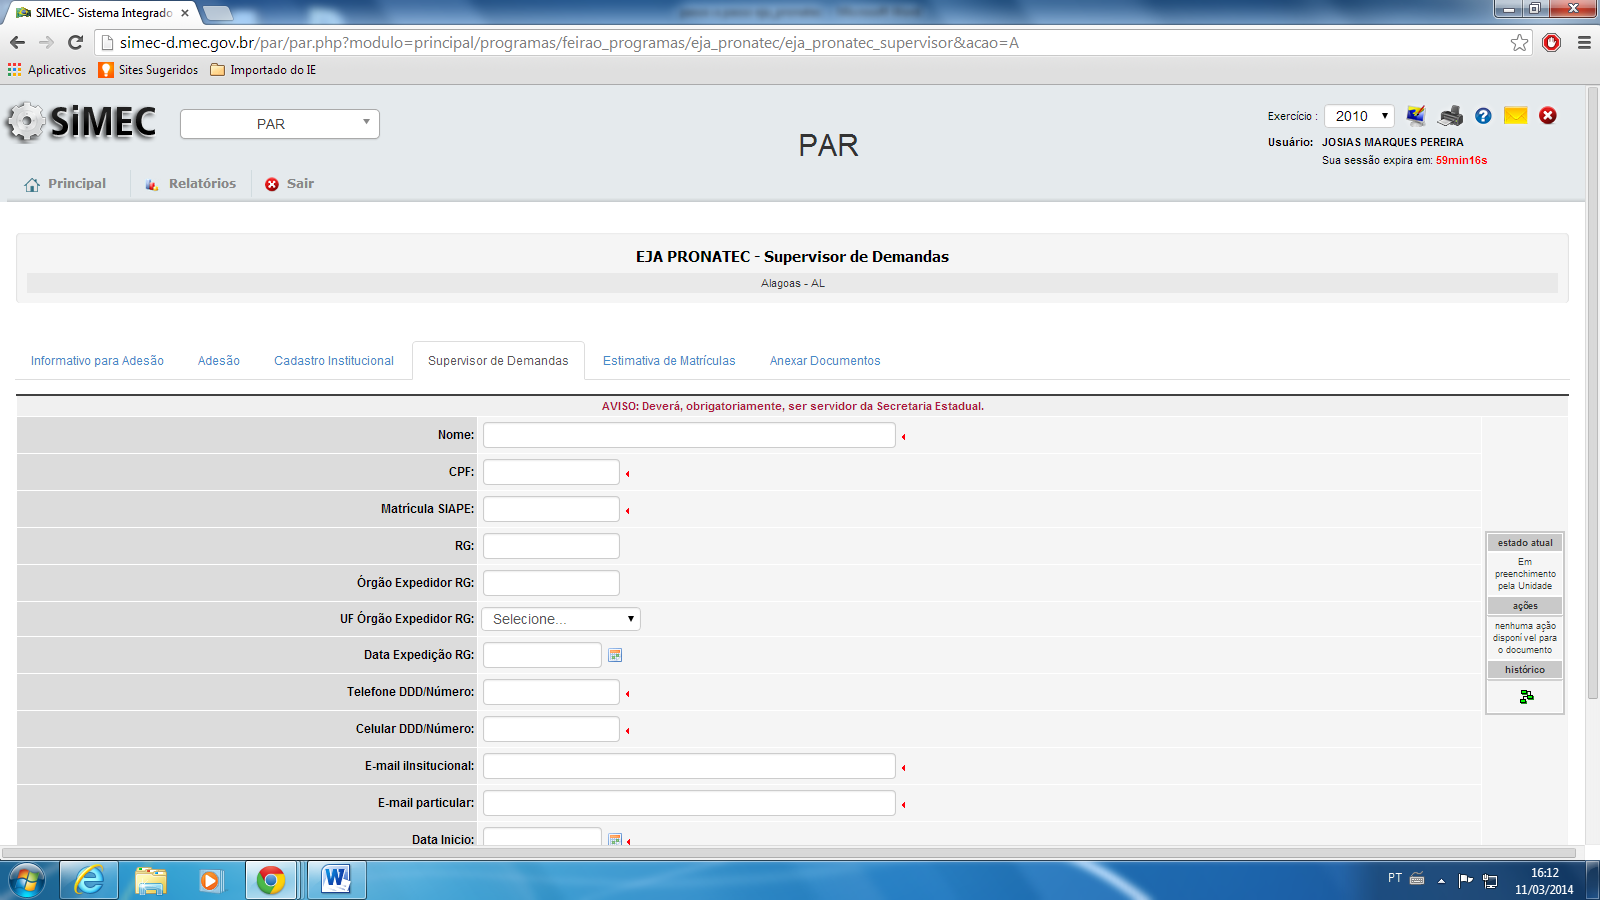 SIMEC- Sistema Integrado
simec-d.mec.gov.br/par/par.php?modulo=principal/programas/feirao_programas/eja_pronatec/eja_pronatec_supervisor&acao=A
Aplicativos Sites Sugeridos Importado do IE
SiMEC
PAR
PAR
Exercício : 2010
Usuário: JOSIAS MARQUES PEREIRA
Sua sessão expira em: 59min16s
Principal Relatórios Sair
EJA PRONATEC - Supervisor de Demandas
Alagoas - AL
Informativo para Adesão Adesão Cadastro Institucional Supervisor de Demandas Estimativa de Matrículas Anexar Documentos
AVISO: Deverá, obrigatoriamente, ser servidor da Secretaria Estadual.
Nome:
CPF:
Matrícula SIAPE:
RG:
Órgão Expedidor RG:
UF Órgão Expedidor RG: Selecione...
Data Expedição RG:
Telefone DDD/Número:
Celular DDD/Número:
E-mail iInsitucional:
E-mail particular:
Data Inicio:
estado atual
Em
preenchimento
pela Unidade
ações
nenhuma ação
disponível para
o documento
histórico
PT
16:12
11/03/2014